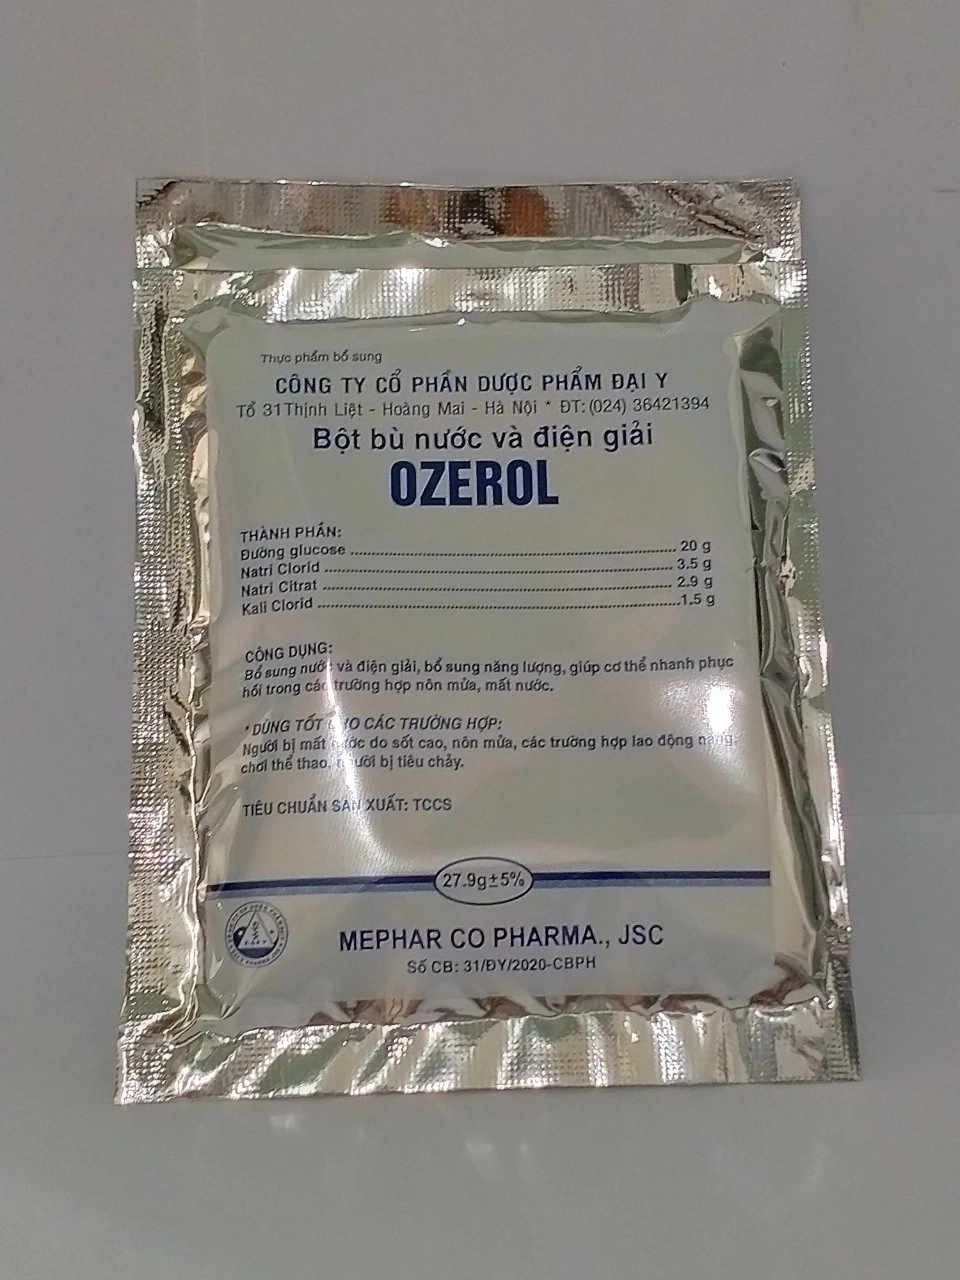 Thực phẩm bổ sung
CÔNG TY CỔ PHẦN DƯỢC PHẨM ĐẠI Y
Tổ 31 Thịnh Liệt - Hoàng Mai - Hà Nội * ĐT: (024) 36421394
Bột bù nước và điện giải
OZEROL
THÀNH PHẦN:
Đường glucose ........ 20 g
Natri Clorid ........ 3.5 g
Natri Citrat ........ 2.9 g
Kali Clorid ........ 1.5 g
CÔNG DỤNG:
Bổ sung nước và điện giải, bổ sung năng lượng, giúp cơ thể nhanh phục
hồi trong các trường hợp nôn mửa, mất nước.
* DÙNG TỐT CHO CÁC TRƯỜNG HỢP:
Người bị mất nước do sốt cao, nôn mửa, các trường hợp lao động nặng,
chơi thể thao, người bị tiêu chảy.
TIÊU CHUẨN SẢN XUẤT: TCCS
27.9g±5%
MEPHAR CO PHARMA., JSC
Số CB: 31/ĐY/2020-CBPH